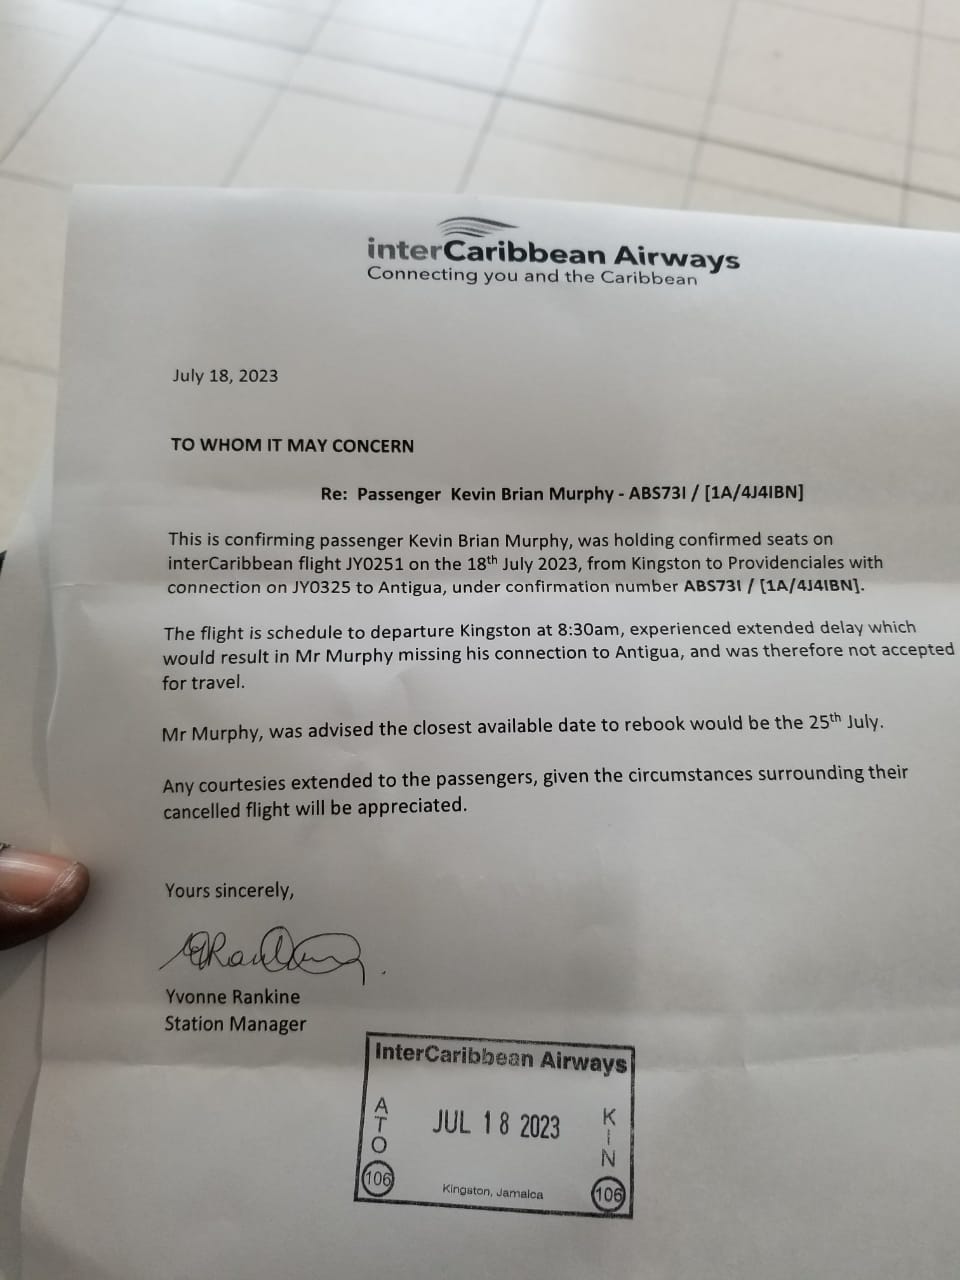 interCaribbean Airways
Connecting you and the Caribbean
July 18, 2023
TO WHOM IT MAY CONCERN
Re: Passenger Kevin Brian Murphy - ABS73I / [1A/4J4IBN]
This is confirming passenger Kevin Brian Murphy, was holding confirmed seats on
interCaribbean flight JY0251 on the 18th July 2023, from Kingston to Providenciales with
connection on JY0325 to Antigua, under confirmation number ABS73I / [1A/4J4IBN].
The flight is schedule to departure Kingston at 8:30am, experienced extended delay which
would result in Mr Murphy missing his connection to Antigua, and was therefore not accepted
for travel.
Mr Murphy, was advised the closest available date to rebook would be the 25th July.
Any courtesies extended to the passengers, given the circumstances surrounding their
cancelled flight will be appreciated.
Yours sincerely,
Yvonne Rankine
Station Manager
InterCaribbean Airways
ATO
JUL 18 2023
KIN
106
Kingston, Jamaica
106